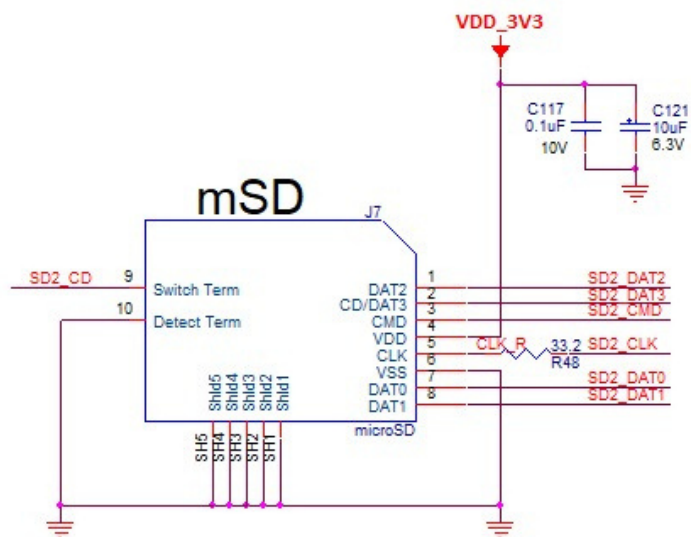 VDD_3V3
C117
0.1uF
10V
C121
10uF
6.3V
mSD
J7
SD2_CD
9
Switch Term
10
Detect Term
DAT2
1
SD2_DAT2
CD/DAT3
2
SD2_DAT3
CMD
3
SD2_CMD
VDD
4
CLK
5
CLK_R
33.2
R48
SD2_CLK
VSS
6
DAT0
7
SD2_DAT0
DAT1
8
SD2_DAT1
microSD
Shld5
Shld4
Shld3
Shld2
Shld1
SH5
SH4
SH3
SH2
SH1